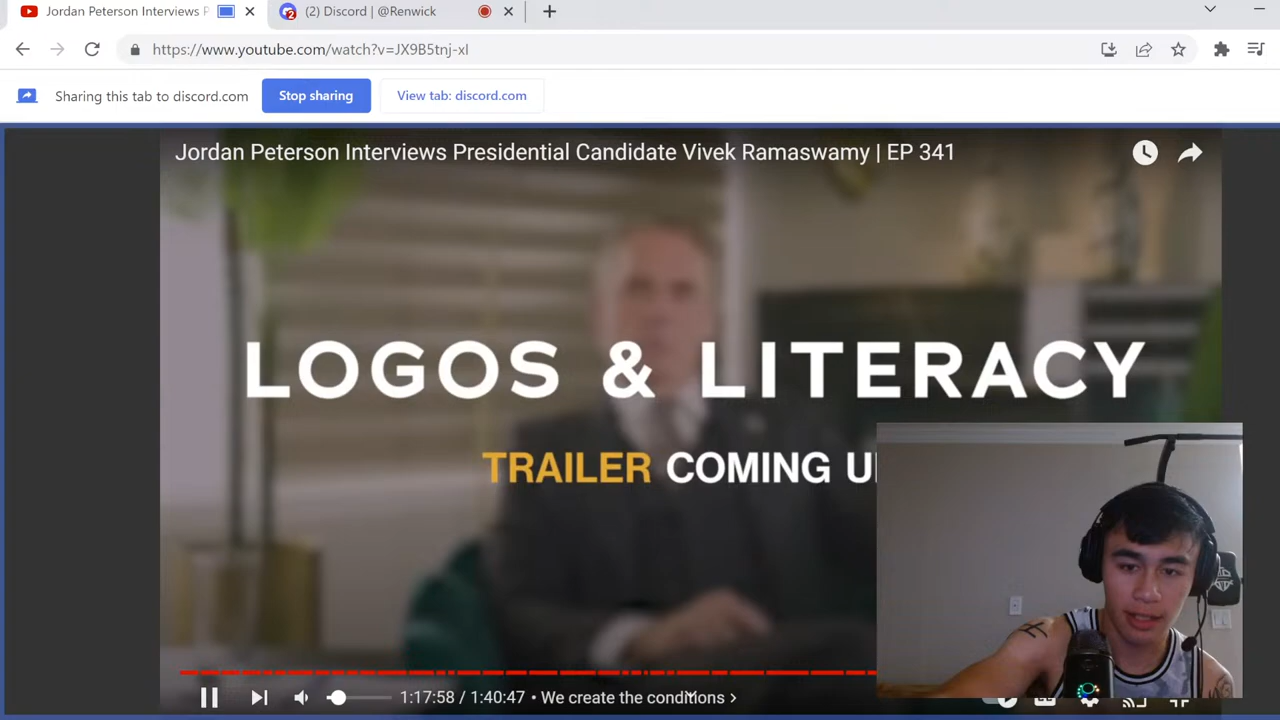 Jordan Peterson Interviews P
(2) Discord | @Renwick
https://www.youtube.com/watch?v=JX9B5tnj-xI
Sharing this tab to discord.com
Stop sharing
View tab: discord.com
Jordan Peterson Interviews Presidential Candidate Vivek Ramaswamy | EP 341
LOGOS & LITERACY
TRAILER COMING U
1:17:58 / 1:40:47 • We create the conditions >